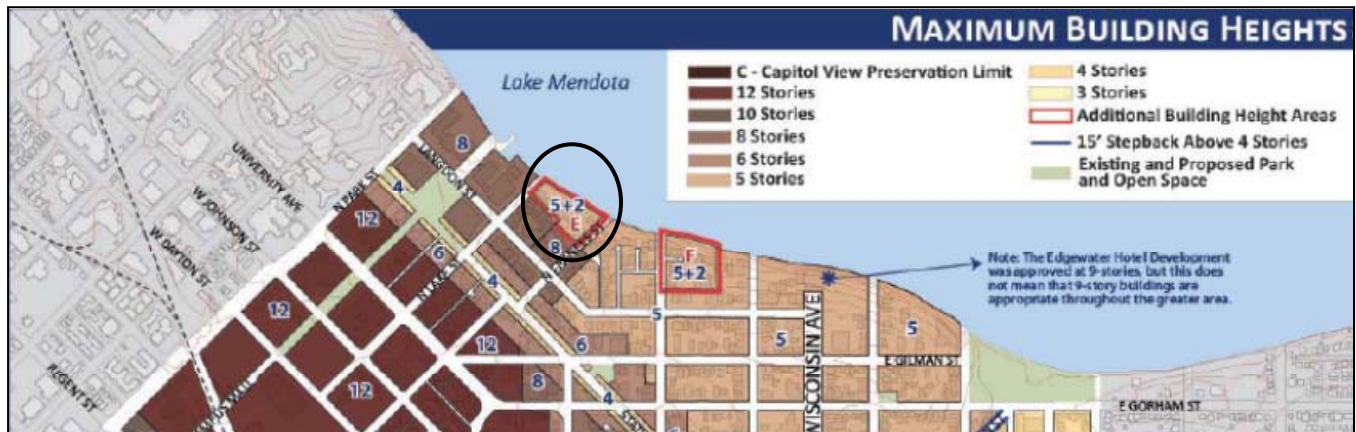 MAXIMUM BUILDING HEIGHTS
Lake Mendota
C - Capitol View Preservation Limit
12 Stories
10 Stories
8 Stories
6 Stories
5 Stories
4 Stories
3 Stories
Additional Building Height Areas
15' Stepback Above 4 Stories
Existing and Proposed Park
and Open Space
UNIVERSITY AVE
W JOHNSON ST
W DAYTON ST
REGENT ST
N PARK ST
LANGDON ST
8
4
12
5+2
E
8
N FRANCES ST
F
5+2
6
N LAKE ST
4
12
5
12
6
12
8
4
5
5
WISCONSIN AVE
E GILMAN ST
E GORHAM ST
Note: The Edgewater Hotel Development
was approved at 9-stories, but this does
not mean that 9-story buildings are
appropriate throughout the greater area.